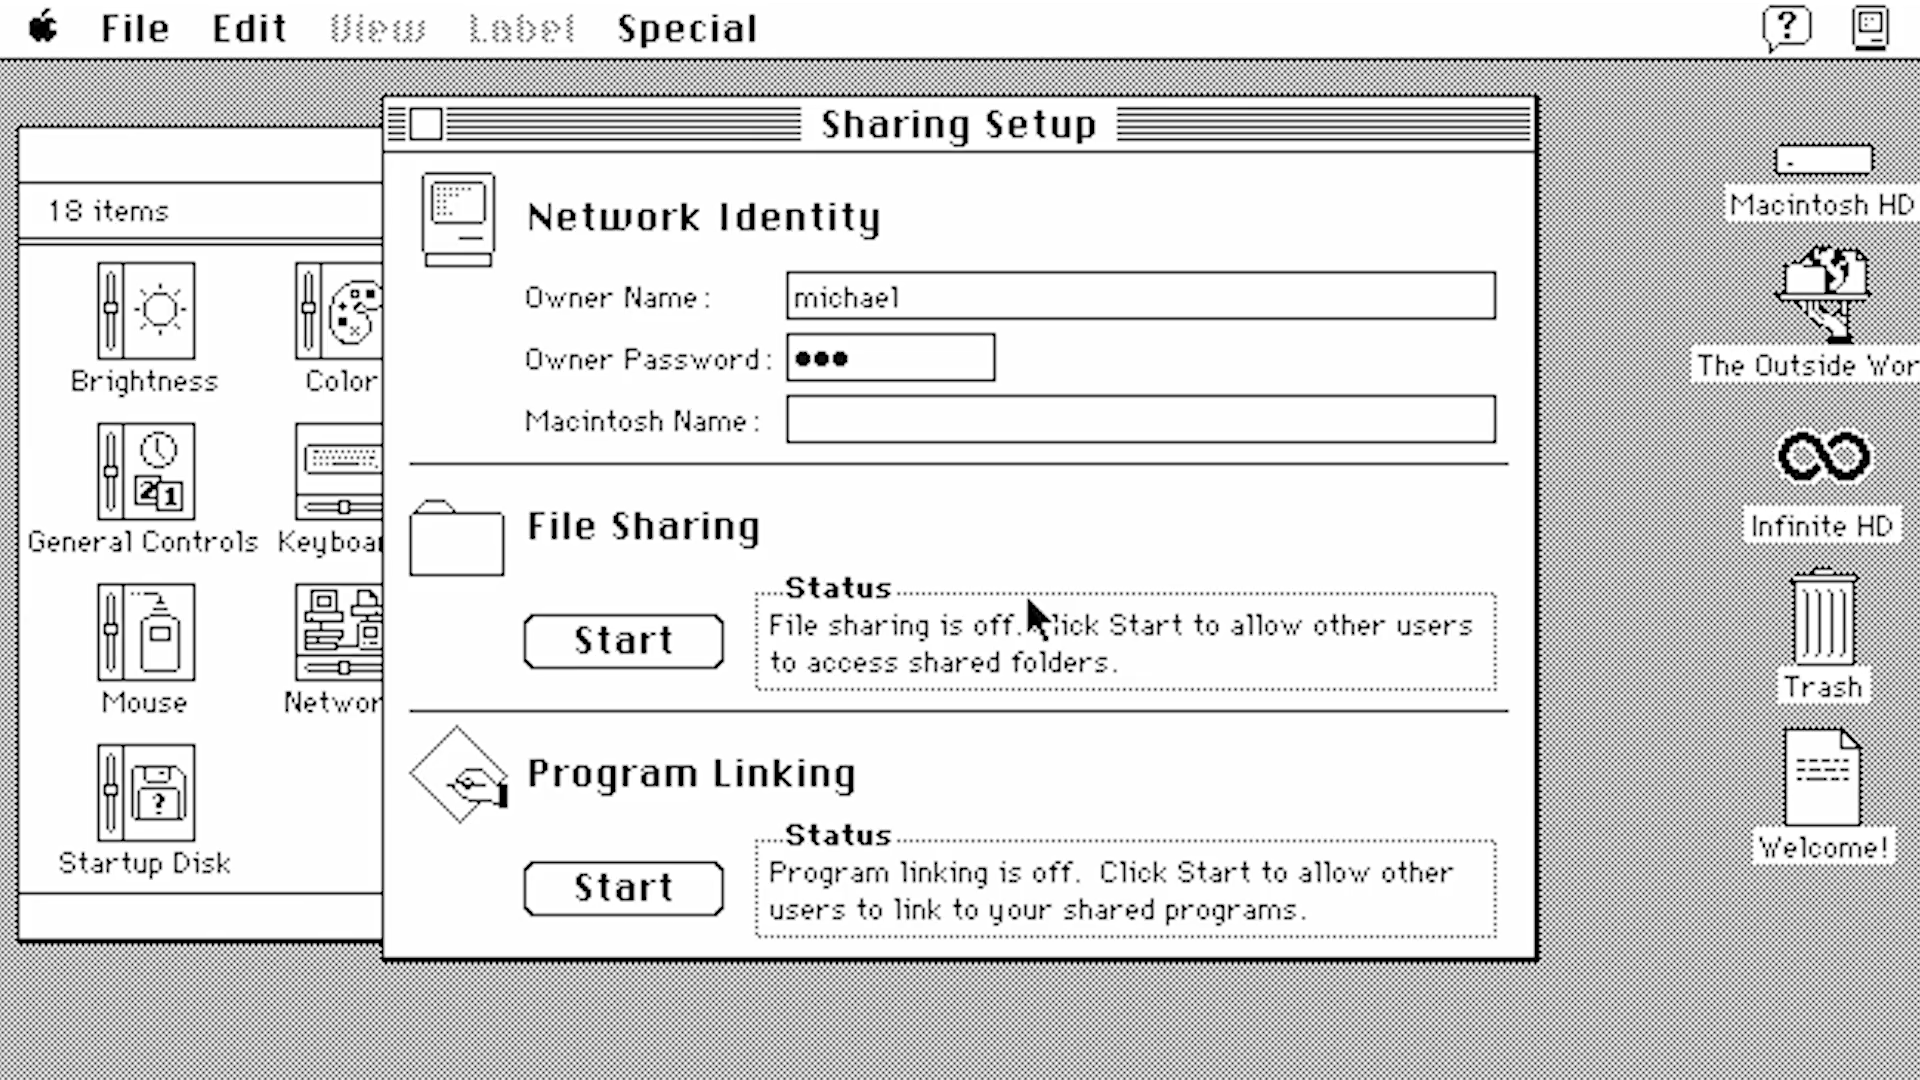 File Edit View Label Special
Sharing Setup
18 items
Network Identity
Owner Name: michael
Owner Password:
Macintosh Name:
File Sharing
Status
Start
File sharing is off. Click Start to allow other users
to access shared folders.
Program Linking
Status
Start
Program linking is off. Click Start to allow other
users to link to your shared programs.
Brightness
Color
General Controls
Keyboa
Mouse
Networ
Startup Disk
Macintosh HD
The Outside Wor
Infinite HD
Trash
Welcome!